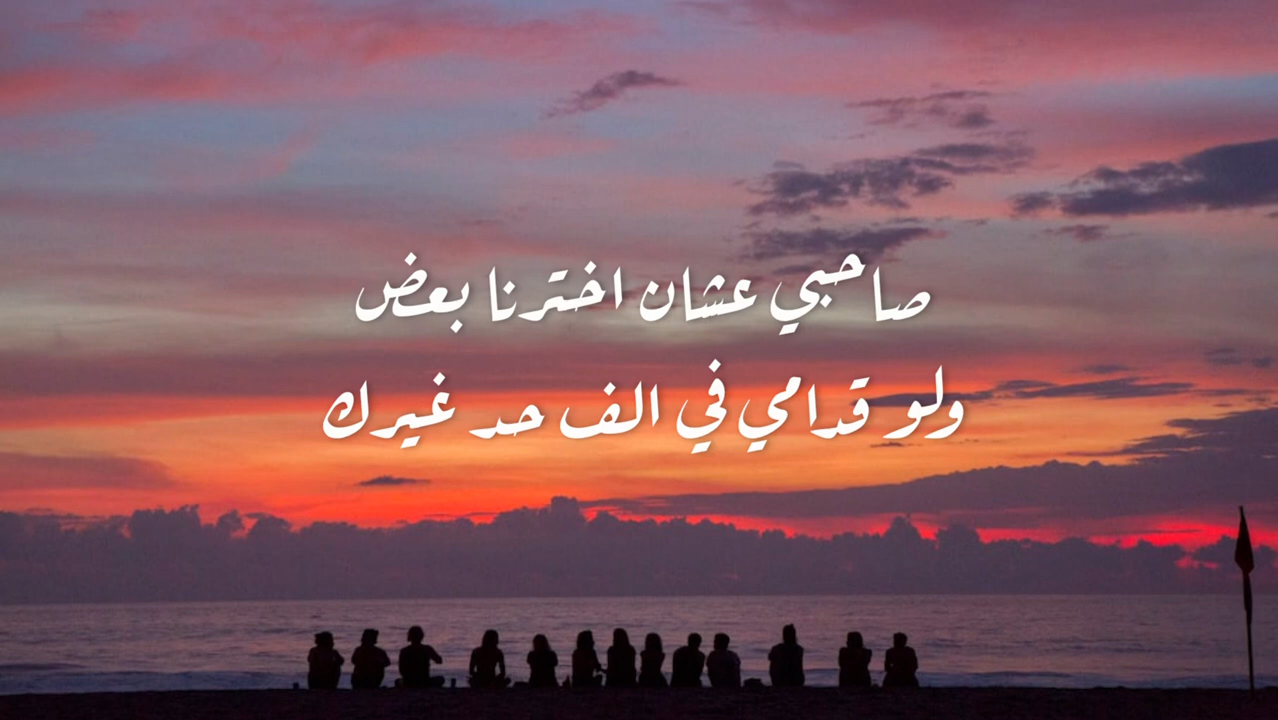 صاحبي عشان اخترنا بعض
ولو قدامي في الف حد غيرك